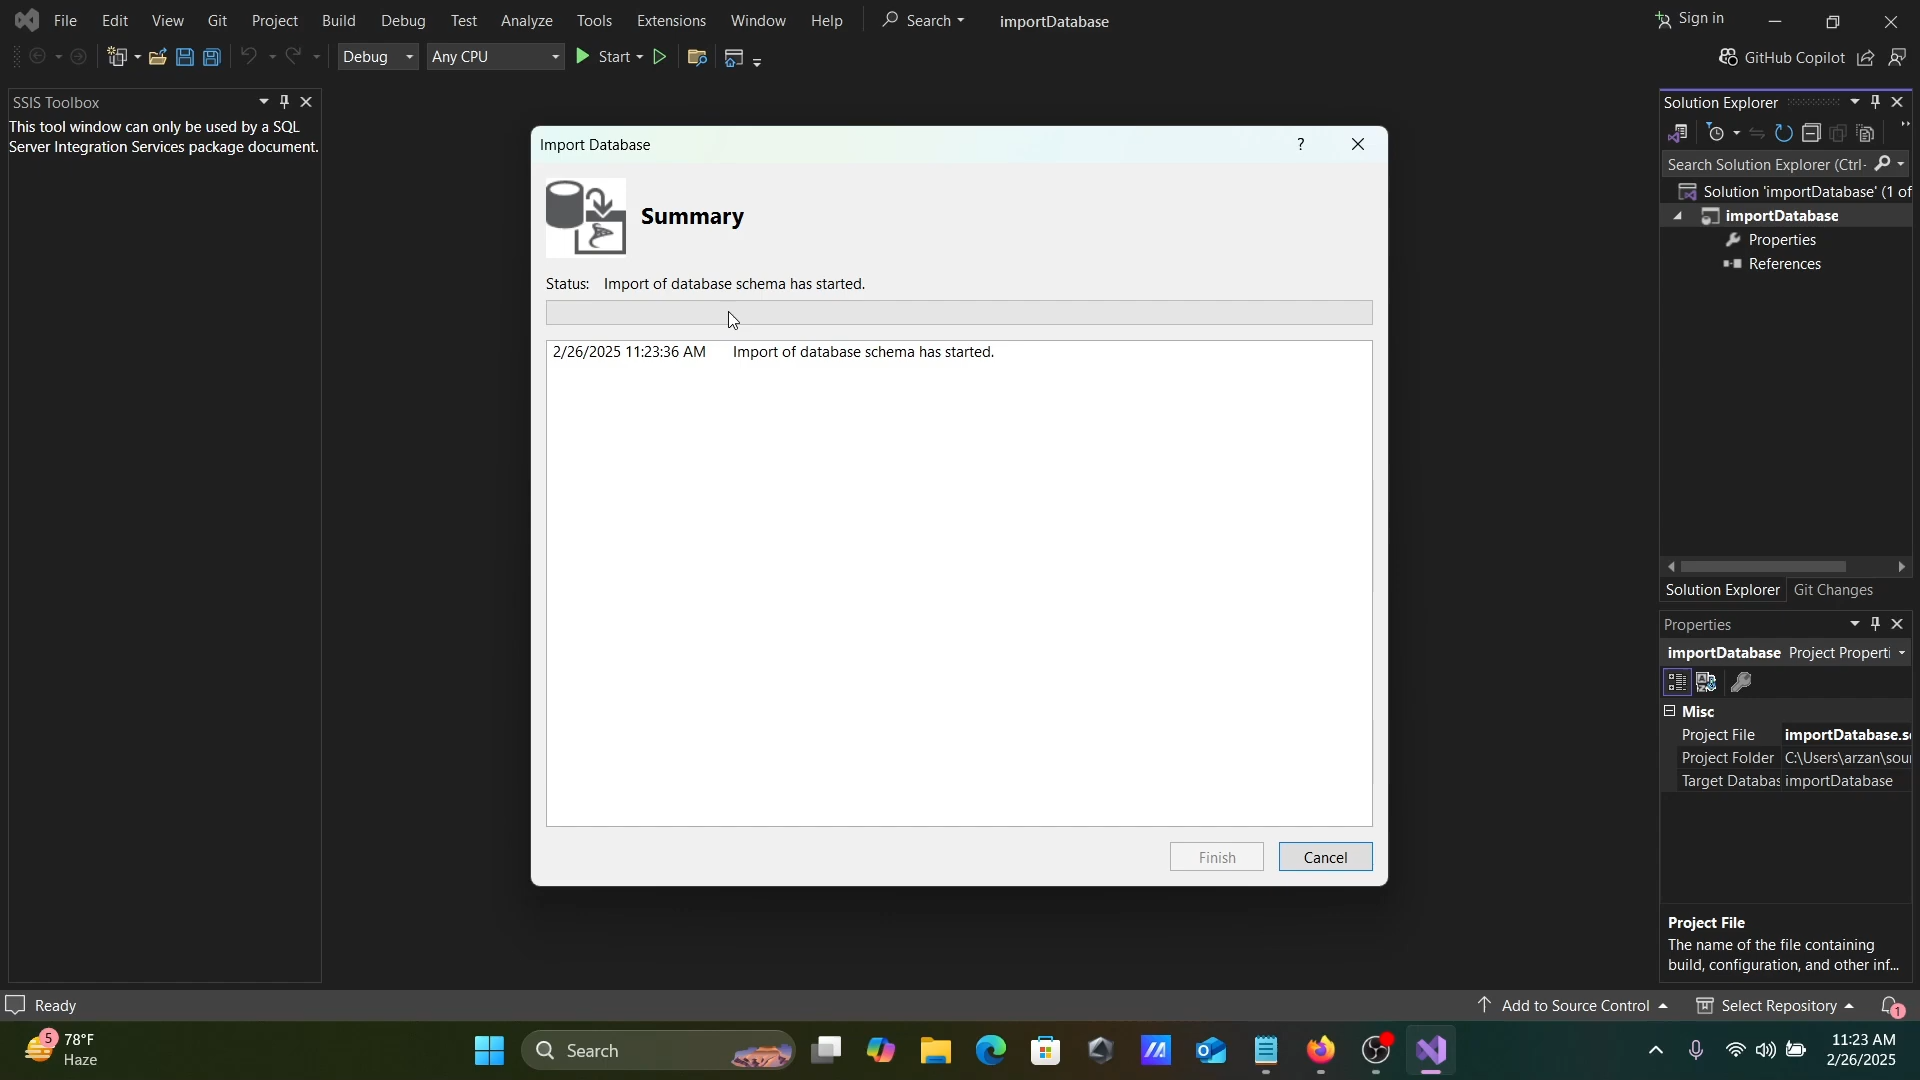 File Edit View Git Project Build Debug Test Analyze Tools Extensions Window Help Search importDatabase Sign in
Debug Any CPU Start GitHub Copilot
SSIS Toolbox
This tool window can only be used by a SQL
Server Integration Services package document.
Import Database ?
Summary
Status: Import of database schema has started.
2/26/2025 11:23:36 AM Import of database schema has started.
Finish Cancel
Solution Explorer
Search Solution Explorer (Ctrl-
Solution 'importDatabase' (1 of
importDatabase
Properties
References
Solution Explorer Git Changes
Properties
importDatabase Project Properti
Misc
Project File importDatabase.s
Project Folder C:\Users\arzan\sou
Target Databas importDatabase
Project File
The name of the file containing
build, configuration, and other inf...
Ready Add to Source Control Select Repository 1
5 78°F
Haze
Search
11:23 AM
2/26/2025